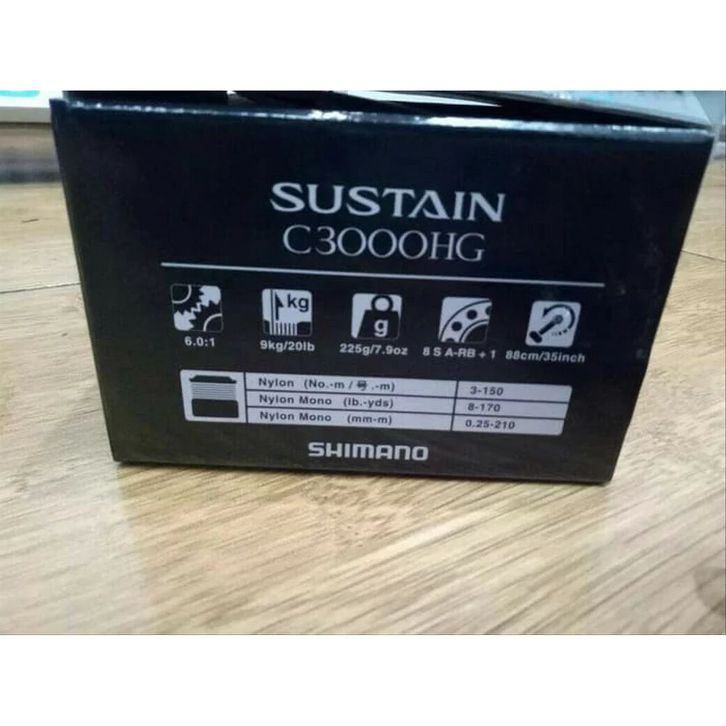 SUSTAIN
C3000HG
kg
g
6.0:1 9kg/20lb 225g/7.9oz 8 S A-RB + 1 88cm/35inch
Nylon (No.-m / 号.-m) 3-150
Nylon Mono (lb.-yds) 8-170
Nylon Mono (mm-m) 0.25-210
SHIMANO